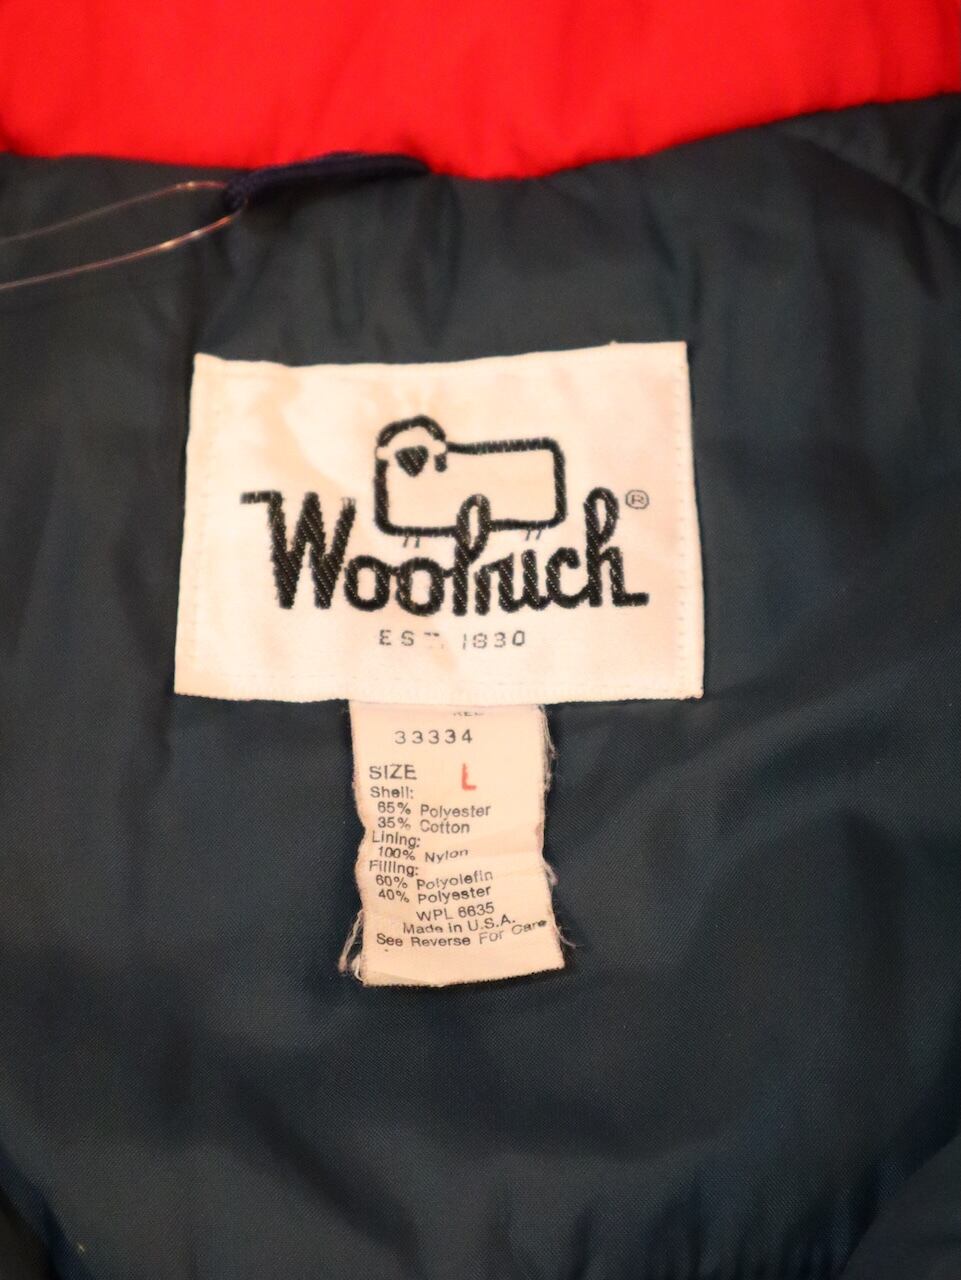 Woolrich ®
EST. 1830
33334
SIZE L
Shell:
65% Polyester
35% Cotton
Lining:
100% Nylon
Filling:
60% Polyolefin
40% Polyester
WPL 6635
Made in U.S.A.
See Reverse For Care